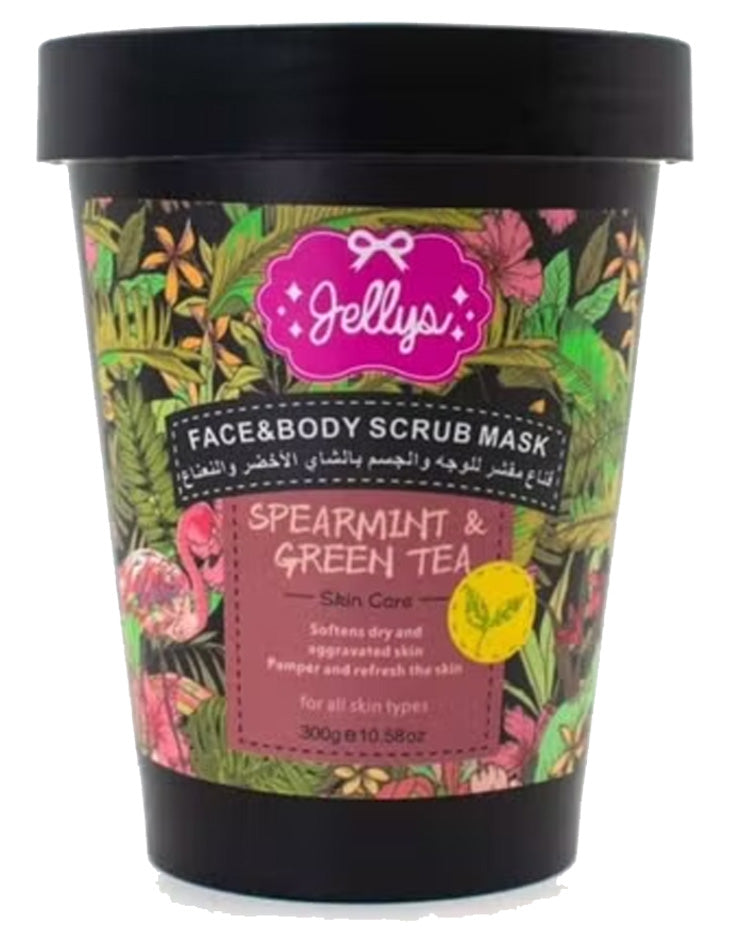 Jellys
FACE&BODY SCRUB MASK
قناع مقشر للوجه والجسم بالشاي الأخضر والنعناع
SPEARMINT &
GREEN TEA
Skin Care
Softens dry and
aggravated skin
Pamper and refresh the skin
for all skin types
300g℮10.58oz